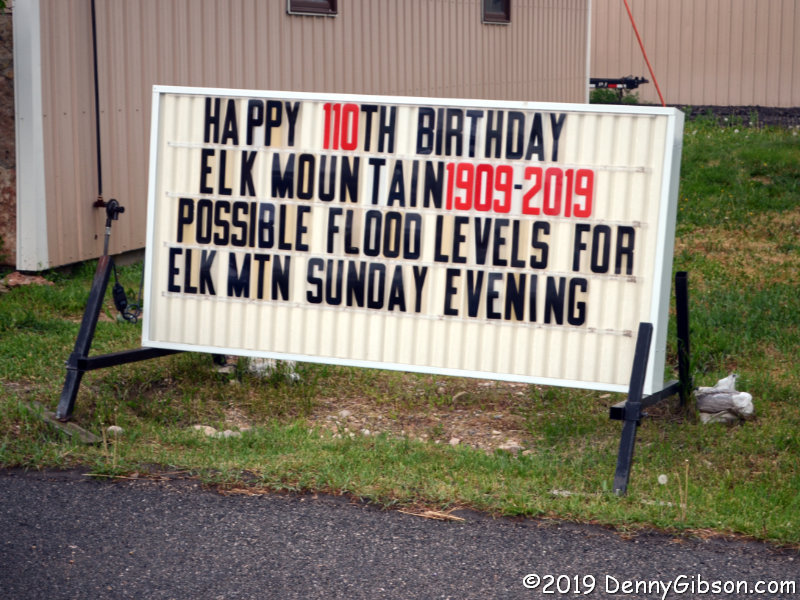 HAPPY 110TH BIRTHDAY
ELK MOUNTAIN 1909-2019
POSSIBLE FLOOD LEVELS FOR
ELK MTN SUNDAY EVENING
©2019 DennyGibson.com